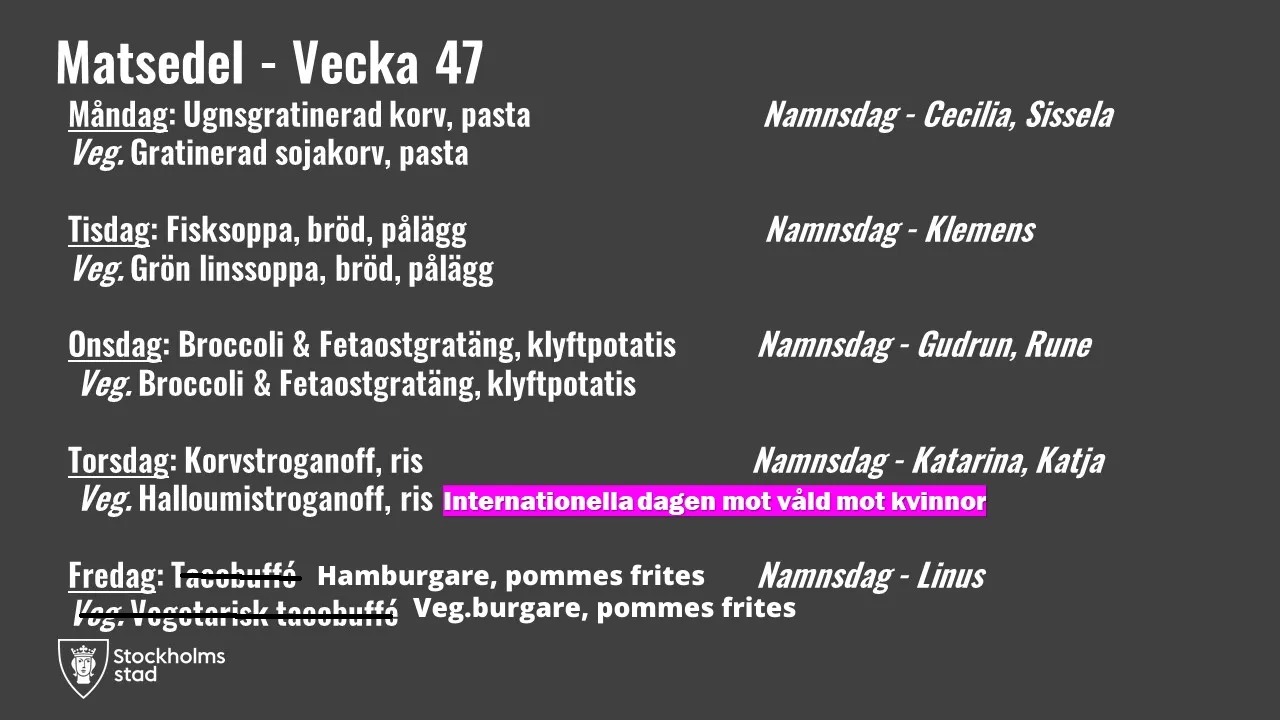 Matsedel - Vecka 47
Måndag: Ugnsgratinerad korv, pasta Namnsdag - Cecilia, Sissela
Veg. Gratinerad sojakorv, pasta
Tisdag: Fisksoppa, bröd, pålägg Namnsdag - Klemens
Veg. Grön linssoppa, bröd, pålägg
Onsdag: Broccoli & Fetaostgratäng, klyftpotatis Namnsdag - Gudrun, Rune
Veg. Broccoli & Fetaostgratäng, klyftpotatis
Torsdag: Korvstroganoff, ris Namnsdag - Katarina, Katja
Veg. Halloumistroganoff, ris Internationella dagen mot våld mot kvinnor
Fredag: Tacobuffé Hamburgare, pommes frites Namnsdag - Linus
Veg. Vegetarisk tacobuffé Veg.burgare, pommes frites
Stockholms
stad